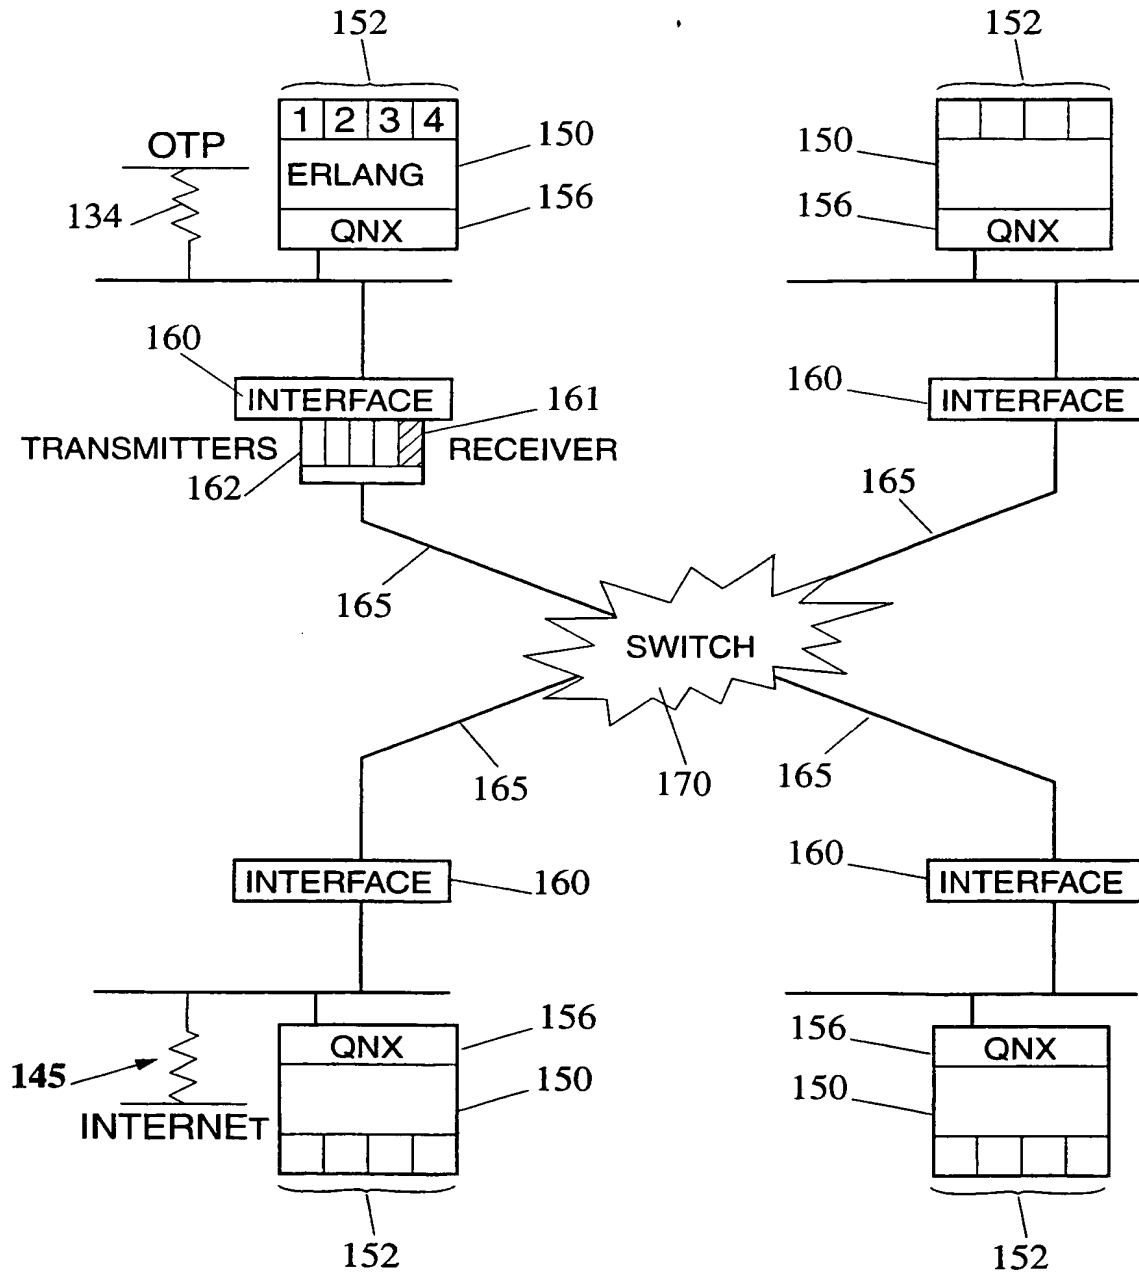 152
152
1 2 3 4
150
150
OTP
ERLANG
134
156
156
QNX
QNX
160
160
INTERFACE
INTERFACE
161
TRANSMITTERS
RECEIVER
162
165
165
SWITCH
165
165
170
160
160
INTERFACE
INTERFACE
156
156
QNX
QNX
145
150
150
INTERNET
152
152